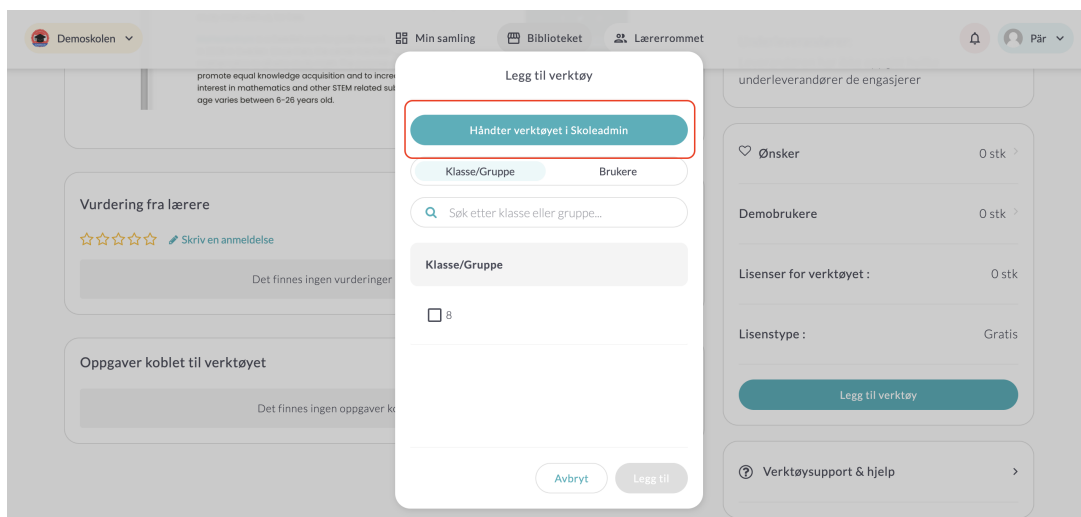 Demoskolen
Min samling
Biblioteket
Lærerrommet
Pär
promote equal knowledge acquisition and to incre
interest in mathematics and other STEM related sub
age varies between 6-26 years old.
Vurdering fra lærere
Skriv en anmeldelse
Det finnes ingen vurderinger
Oppgaver koblet til verktøyet
Det finnes ingen oppgaver ko
Legg til verktøy
Håndter verktøyet i Skoleadmin
Klasse/Gruppe
Brukere
Søk etter klasse eller gruppe...
Klasse/Gruppe
8
Avbryt
Legg til
underleverandører de engasjerer
Ønsker
0 stk
Demobrukere
0 stk
Lisenser for verktøyet :
0 stk
Lisenstype :
Gratis
Legg til verktøy
Verktøysupport & hjelp